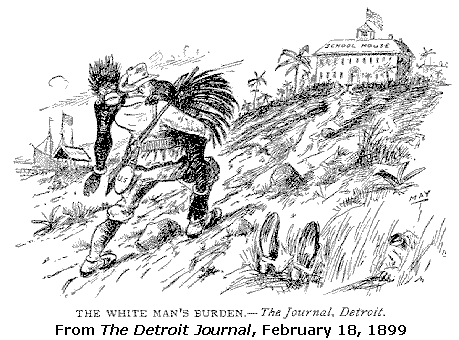 SCHOOL HOUSE
MAY
THE WHITE MAN'S BURDEN.—The Journal, Detroit.
From The Detroit Journal, February 18, 1899